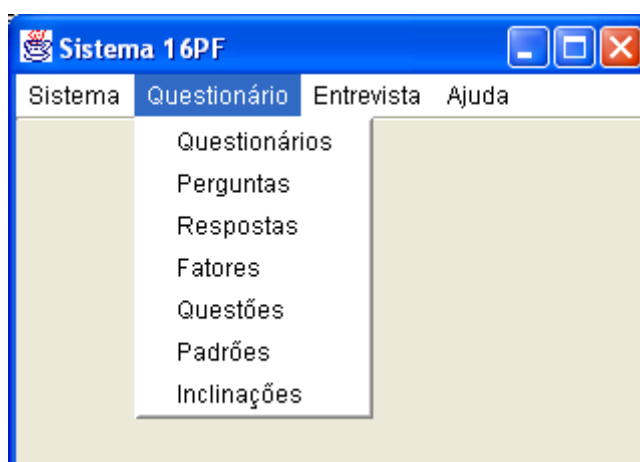 Sistema 16PF
Sistema Questionário Entrevista Ajuda
Questionários
Perguntas
Respostas
Fatores
Questões
Padrões
Inclinações